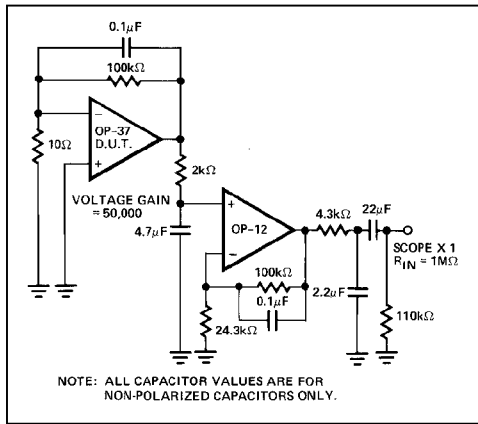 0.1μF
100kΩ
−
OP-37
D.U.T.
+
10Ω
2kΩ
VOLTAGE GAIN
= 50,000
4.7μF
+
OP-12
−
4.3kΩ
22μF
SCOPE X 1
RIN = 1MΩ
100kΩ
0.1μF
2.2μF
24.3kΩ
110kΩ
NOTE: ALL CAPACITOR VALUES ARE FOR
NON-POLARIZED CAPACITORS ONLY.